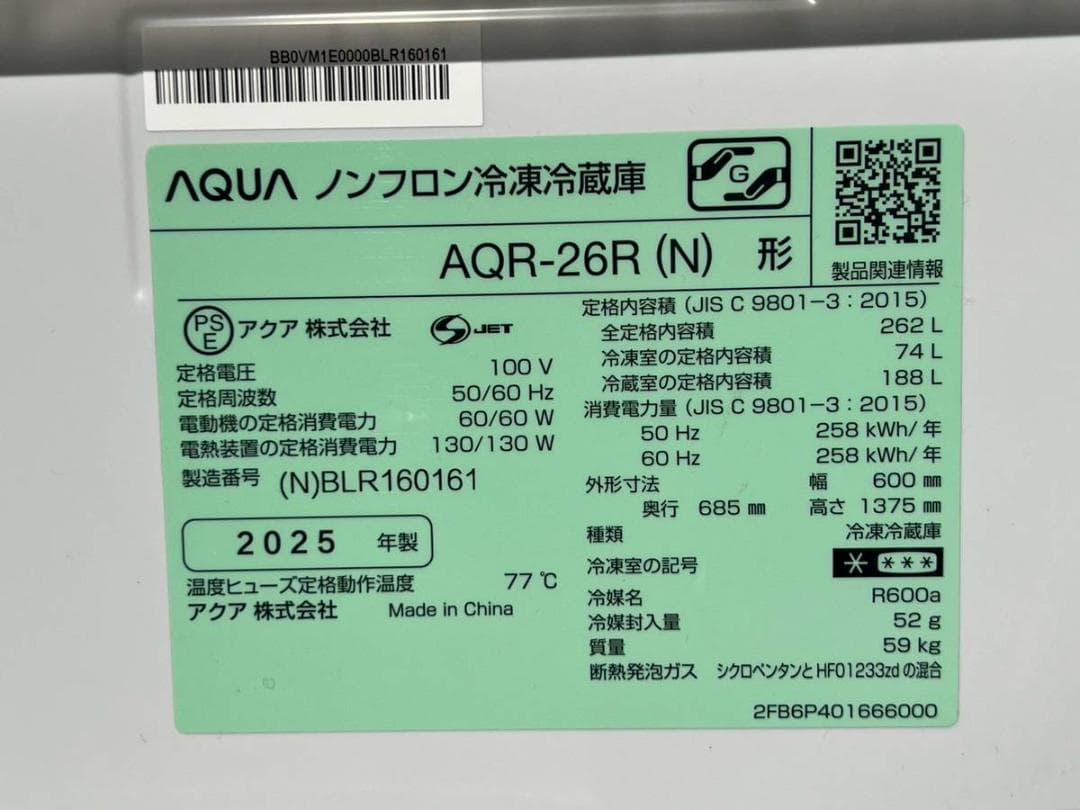 BB0VM1E0000BLR160161
AQUA ノンフロン冷凍冷蔵庫
G
AQR-26R (N) 形
製品関連情報
PSE アクア 株式会社 S JET
定格電圧 100 V
定格周波数 50/60 Hz
電動機の定格消費電力 60/60 W
電熱装置の定格消費電力 130/130 W
製造番号 (N)BLR160161
2025 年製
温度ヒューズ定格動作温度 77 ℃
アクア 株式会社 Made in China
定格内容積 (JIS C 9801-3:2015)
全定格内容積 262 L
冷凍室の定格内容積 74 L
冷蔵室の定格内容積 188 L
消費電力量 (JIS C 9801-3:2015)
50 Hz 258 kWh/年
60 Hz 258 kWh/年
外形寸法 幅 600 ㎜
奥行 685 ㎜ 高さ 1375 ㎜
種類 冷凍冷蔵庫
冷凍室の記号 * ***
冷媒名 R600a
冷媒封入量 52 g
質量 59 kg
断熱発泡ガス シクロペンタンとHFO1233zdの混合
2FB6P401666000